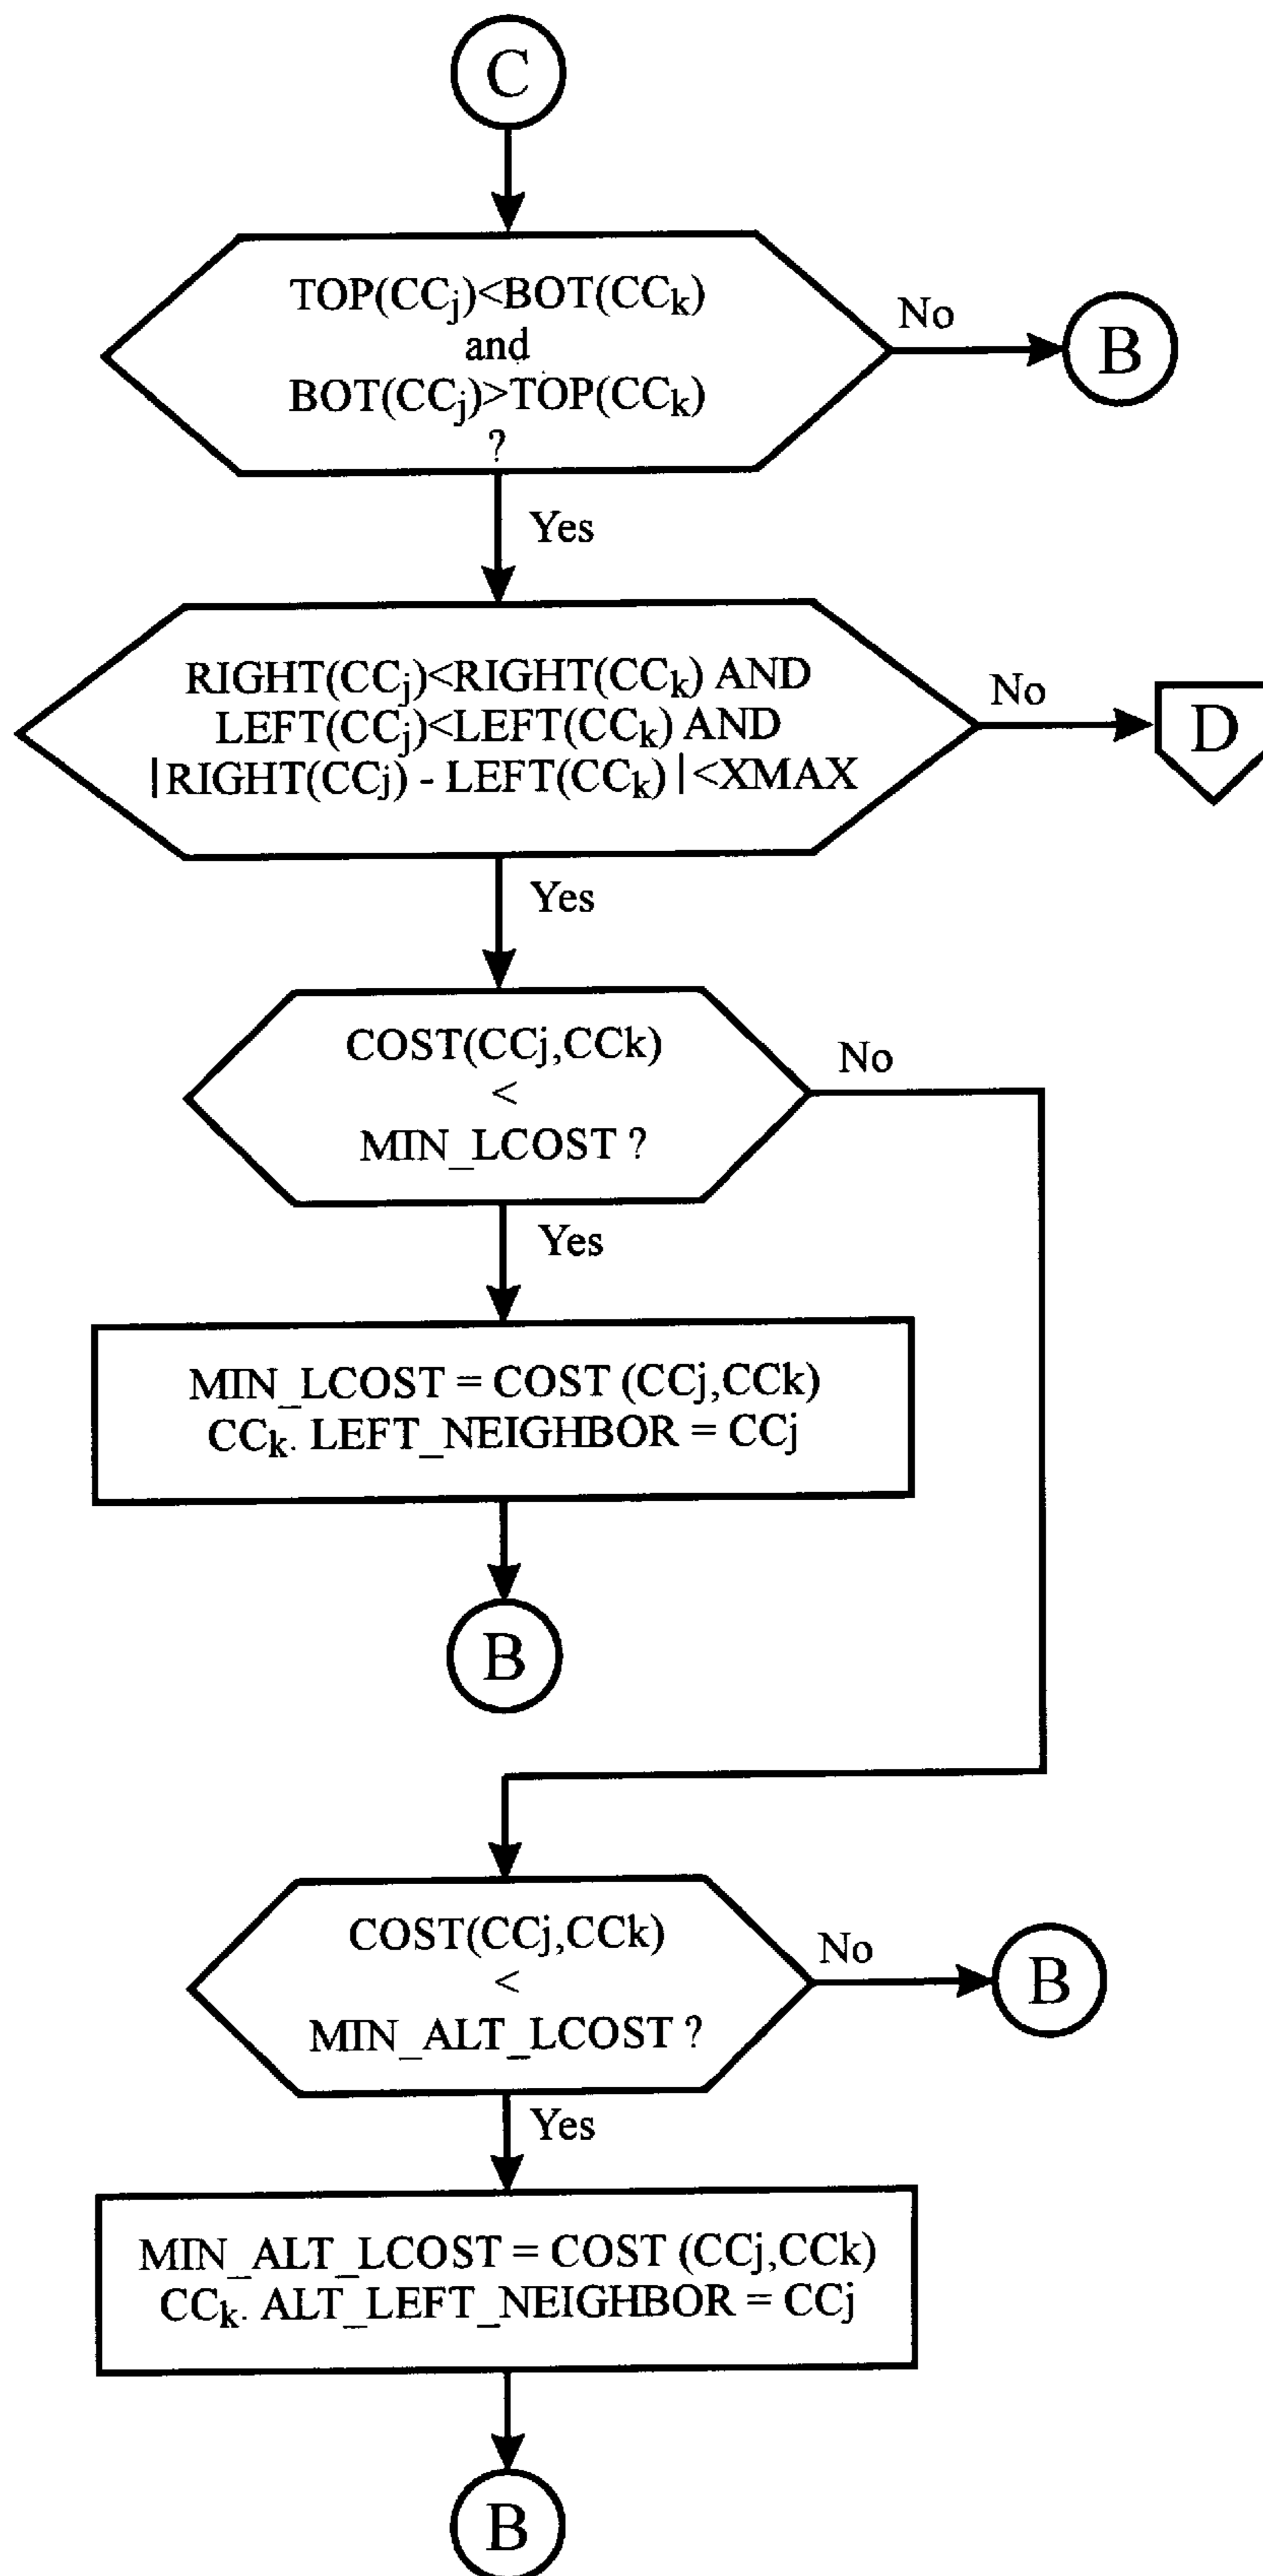 C
TOP(CCj)<BOT(CCk)
and
BOT(CCj)>TOP(CCk)
?
No
B
Yes
RIGHT(CCj)<RIGHT(CCk) AND
LEFT(CCj)<LEFT(CCk) AND
|RIGHT(CCj) - LEFT(CCk)|<XMAX
No
D
Yes
COST(CCj,CCk)
<
MIN_LCOST ?
No
Yes
MIN_LCOST = COST (CCj,CCk)
CCk. LEFT_NEIGHBOR = CCj
B
COST(CCj,CCk)
<
MIN_ALT_LCOST ?
No
B
Yes
MIN_ALT_LCOST = COST (CCj,CCk)
CCk. ALT_LEFT_NEIGHBOR = CCj
B